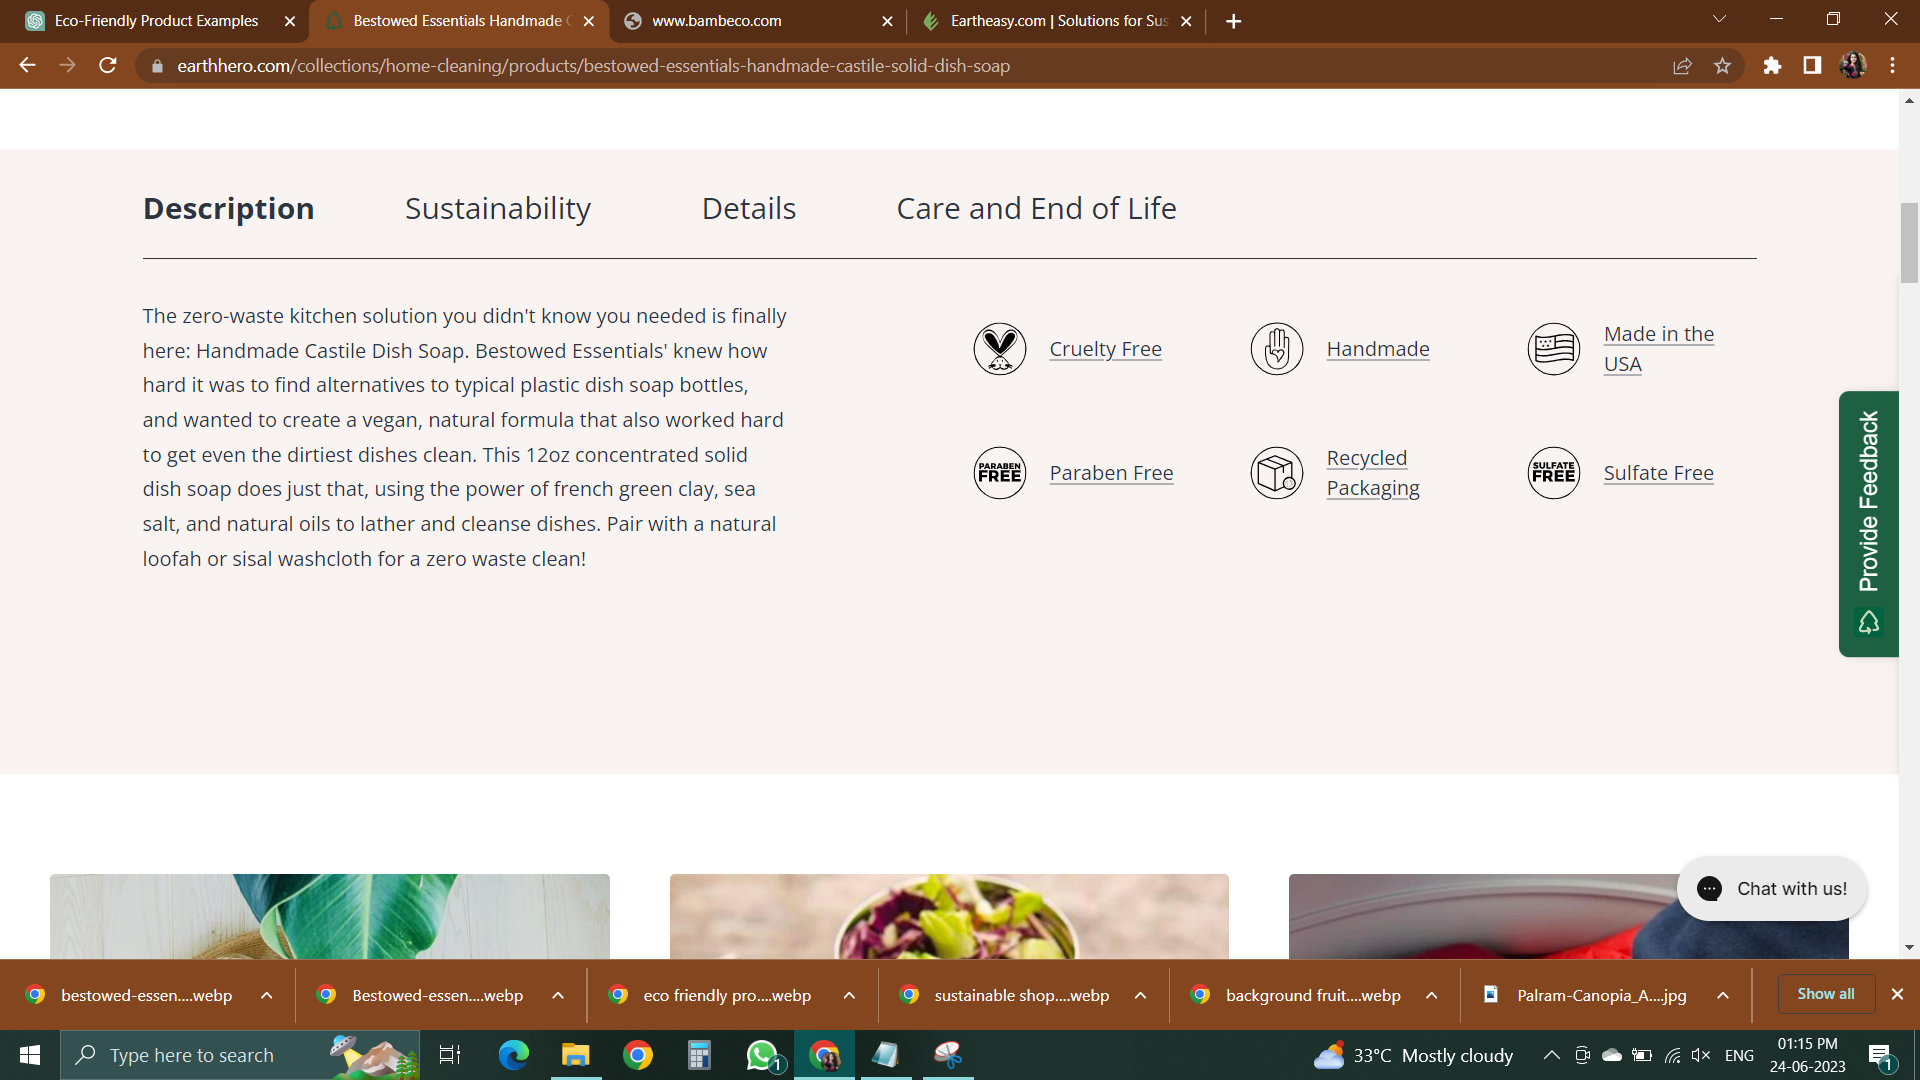 Eco-Friendly Product Examples
Bestowed Essentials Handmade C
www.bambeco.com
Eartheasy.com | Solutions for Sus
earthhero.com/collections/home-cleaning/products/bestowed-essentials-handmade-castile-solid-dish-soap
Description
Sustainability
Details
Care and End of Life
The zero-waste kitchen solution you didn't know you needed is finally
here: Handmade Castile Dish Soap. Bestowed Essentials' knew how
hard it was to find alternatives to typical plastic dish soap bottles,
and wanted to create a vegan, natural formula that also worked hard
to get even the dirtiest dishes clean. This 12oz concentrated solid
dish soap does just that, using the power of french green clay, sea
salt, and natural oils to lather and cleanse dishes. Pair with a natural
loofah or sisal washcloth for a zero waste clean!
Cruelty Free
Handmade
Made in the
USA
PARABEN
FREE
Paraben Free
Recycled
Packaging
SULFATE
FREE
Sulfate Free
Provide Feedback
Chat with us!
bestowed-essen....webp
Bestowed-essen....webp
eco friendly pro....webp
sustainable shop....webp
background fruit....webp
Palram-Canopia_A....jpg
Show all
Type here to search
1
33°C Mostly cloudy
ENG
01:15 PM
24-06-2023
1